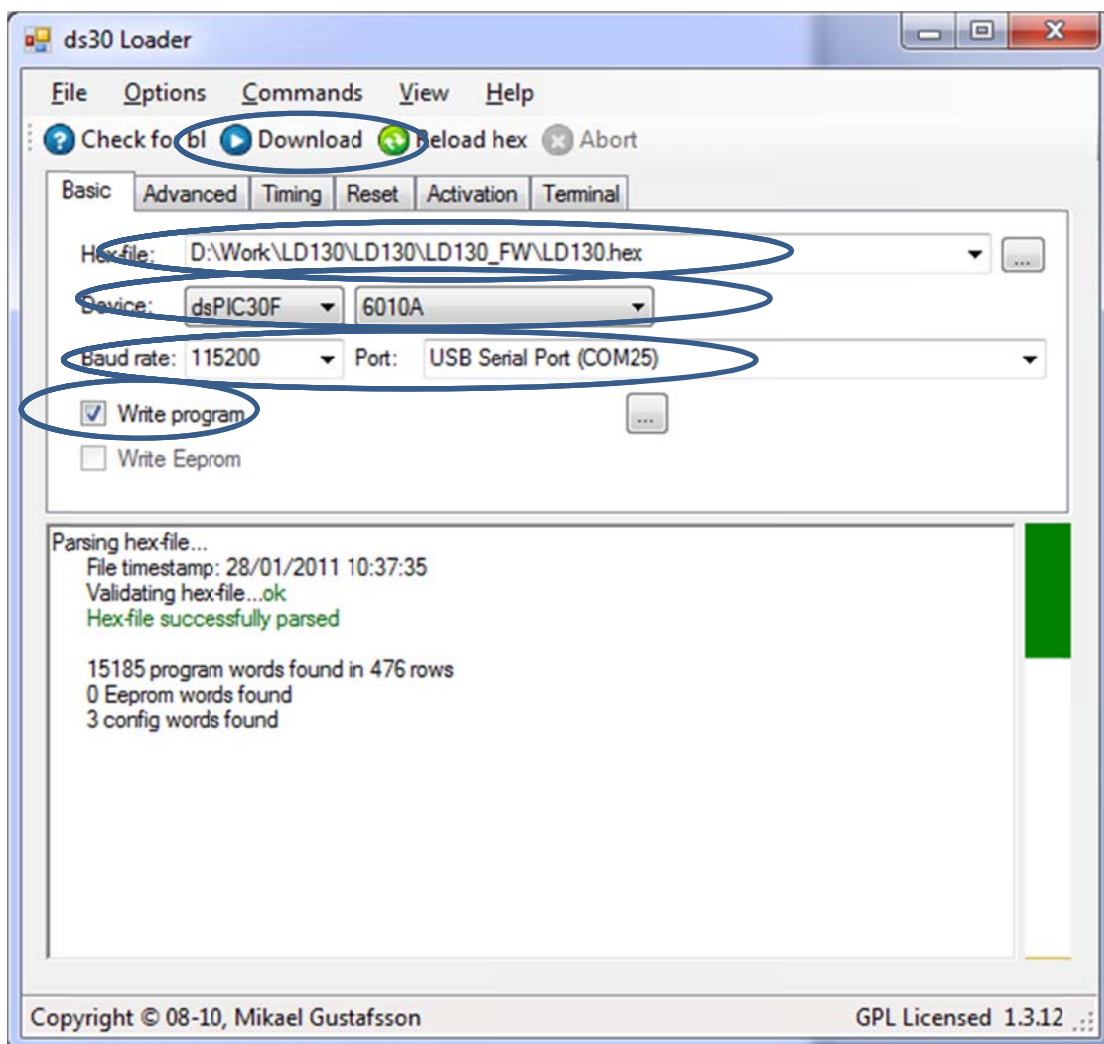 ds30 Loader
File Options Commands View Help
Check for bl Download Reload hex Abort
Basic Advanced Timing Reset Activation Terminal
Hex-file: D:\Work\LD130\LD130\LD130_FW\LD130.hex ...
Device: dsPIC30F 6010A
Baud rate: 115200 Port: USB Serial Port (COM25)
Write program ...
Write Eeprom
Parsing hex-file...
File timestamp: 28/01/2011 10:37:35
Validating hex-file...ok
Hex-file successfully parsed
15185 program words found in 476 rows
0 Eeprom words found
3 config words found
Copyright © 08-10, Mikael Gustafsson GPL Licensed 1.3.12